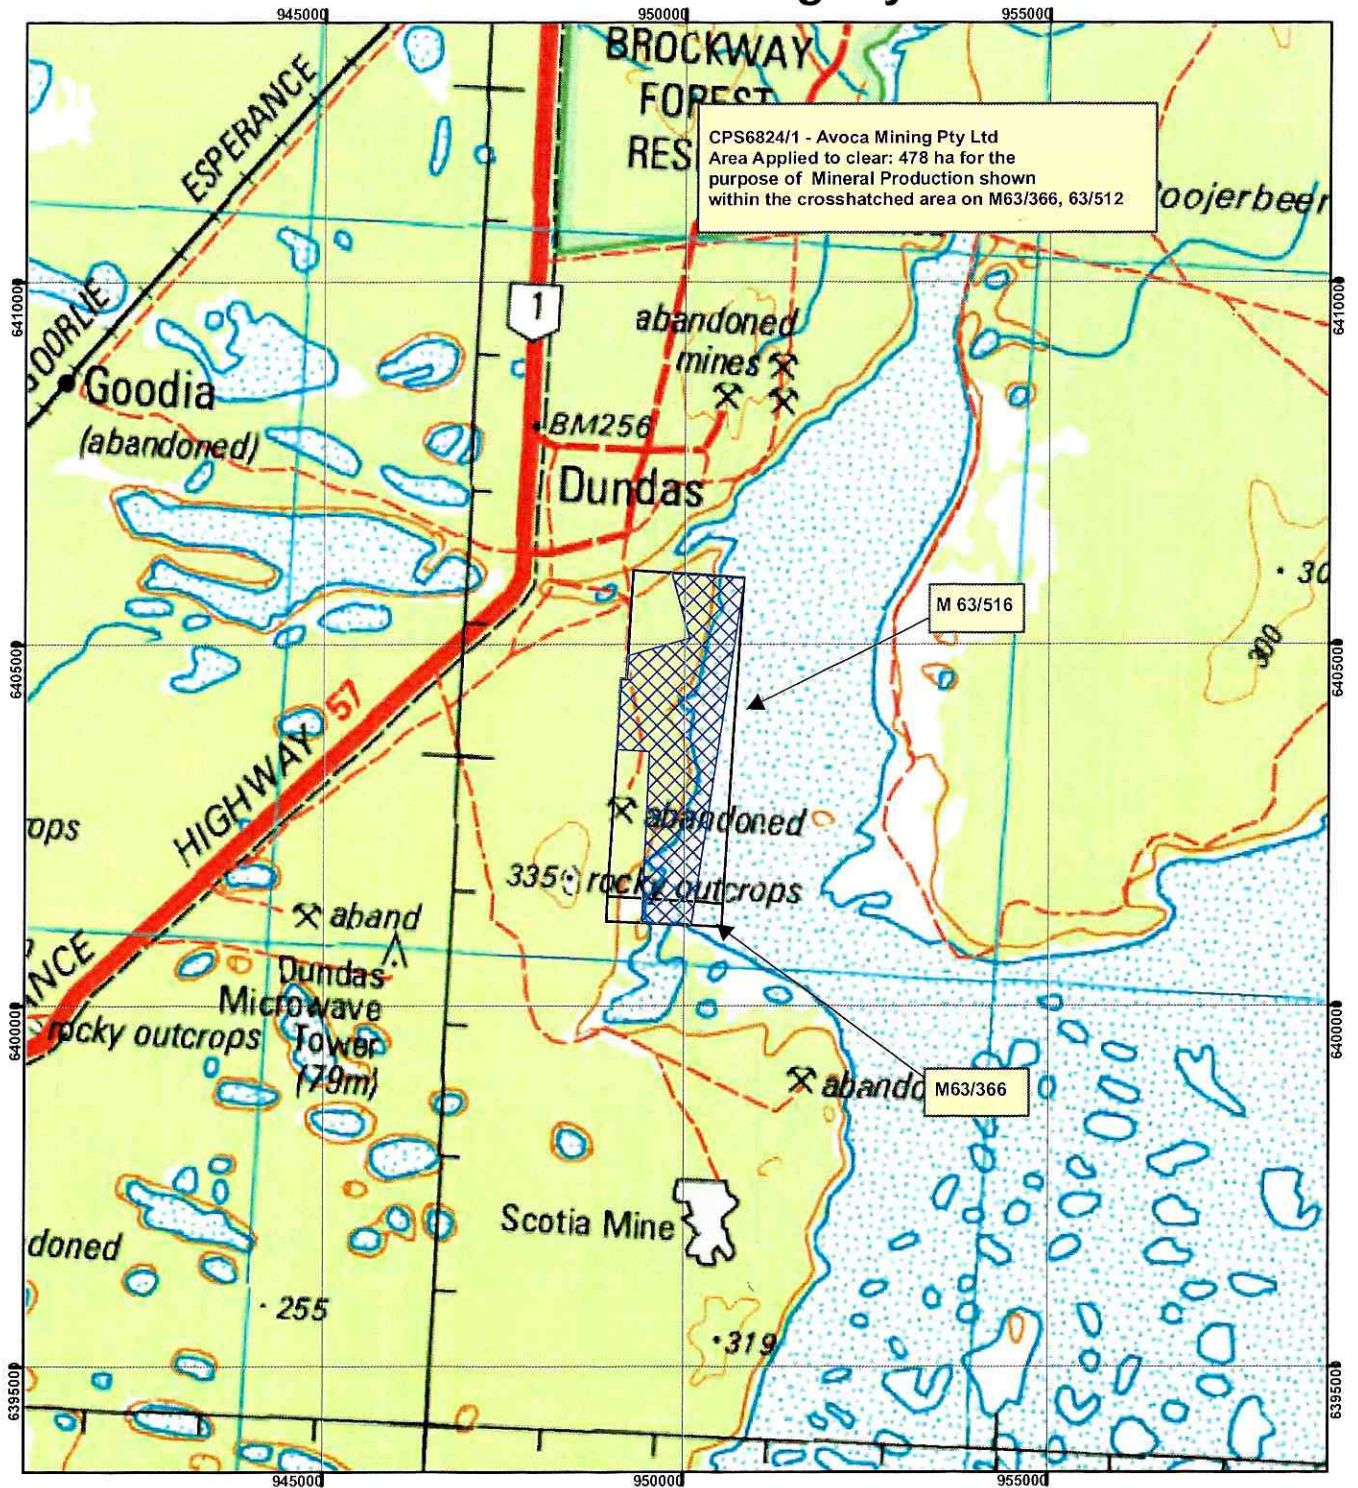 945000
950000
955000
BROCKWAY
FOREST
ESPERANCE
CPS6824/1 - Avoca Mining Pty Ltd
Area Applied to clear: 478 ha for the
purpose of Mineral Production shown
within the crosshatched area on M63/366, 63/512
RES
oojerbeer
6410000
6410000
OORLIE
1
abandoned
mines
Goodia
(abandoned)
BM256
Dundas
30
M 63/516
300
6405000
6405000
57
HIGHWAY
rops
abandoned
335
rocky outcrops
aband
ANCE
Dundas
Microwave
Tower
(79m)
rocky outcrops
6400000
6400000
abando
M63/366
Scotia Mine
doned
255
319
6395000
6395000
945000
950000
955000